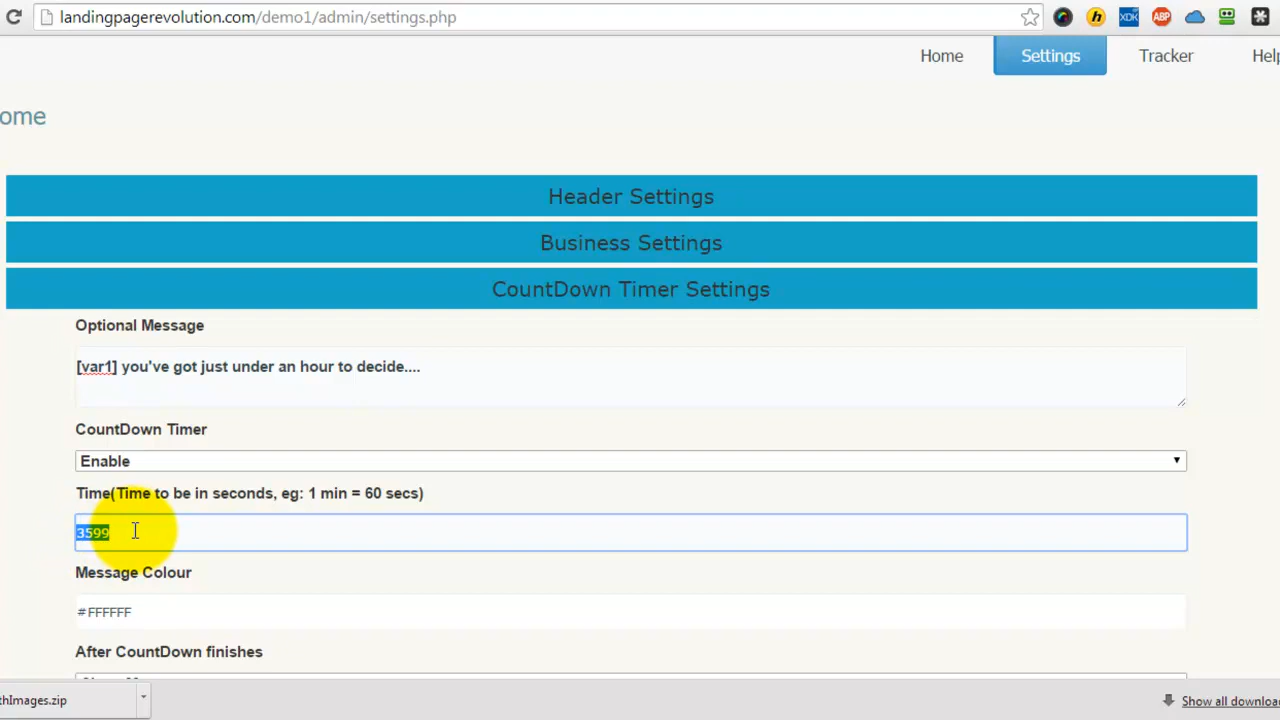 landingpagerevolution.com/demo1/admin/settings.php
Home Settings Tracker Help
ome
Header Settings
Business Settings
CountDown Timer Settings
Optional Message
[var1] you've got just under an hour to decide....
CountDown Timer
Enable
Time(Time to be in seconds, eg: 1 min = 60 secs)
3599
Message Colour
#FFFFFF
After CountDown finishes
thImages.zip
Show all downloa